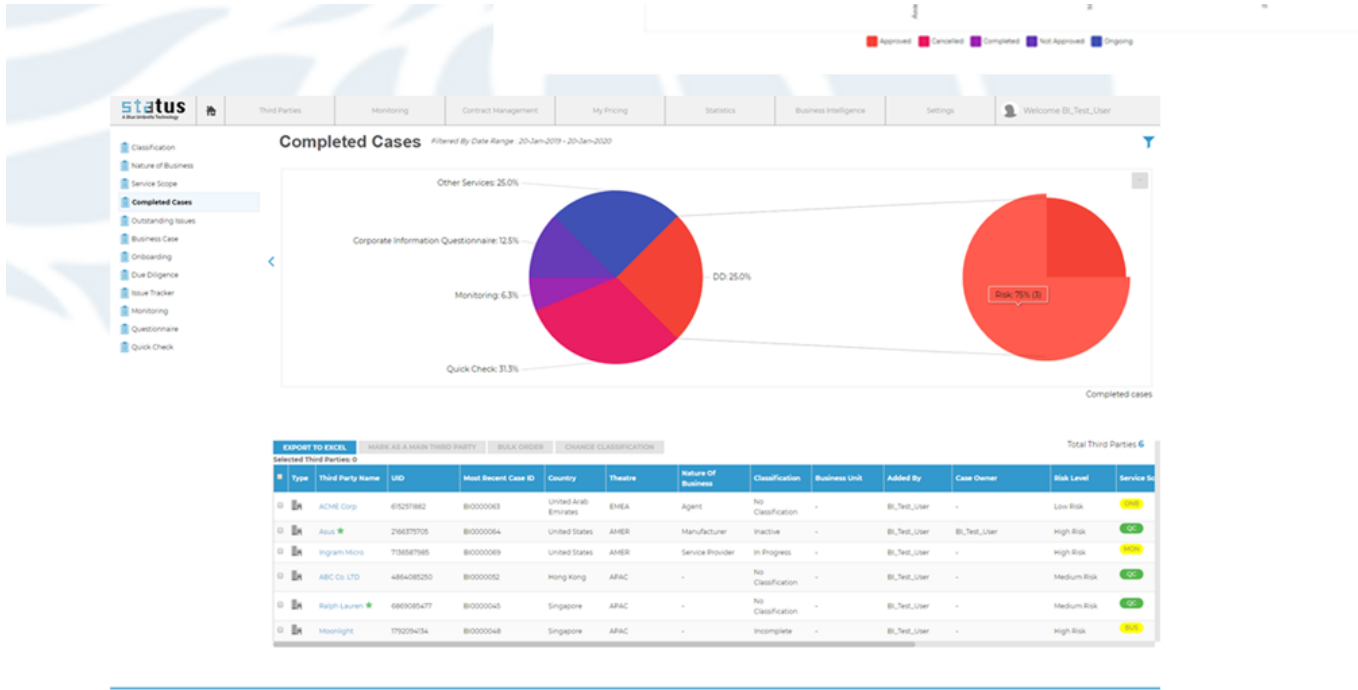 Approved Cancelled Completed Not Approved Ongoing
status
A Blue Umbrella Technology
Third Parties Monitoring Contract Management My Pricing Statistics Business Intelligence Settings Welcome BI_Test_User
Classification
Nature of Business
Service Scope
Completed Cases
Outstanding Issues
Business Case
Onboarding
Due Diligence
Issue Tracker
Monitoring
Questionnaire
Quick Check
Completed Cases Filtered By Date Range : 20-Jan-2019 - 20-Jan-2020
Other Services: 25.0%
Corporate Information Questionnaire: 12.5%
DD: 25.0%
Monitoring: 6.3%
Risk: 75% (3)
Quick Check: 31.3%
Completed cases
EXPORT TO EXCEL MARK AS A MAIN THIRD PARTY BULK ORDER CHANGE CLASSIFICATION Total Third Parties 6
Selected Third Parties: 0
Type Third Party Name UID Most Recent Case ID Country Theatre Nature Of Business Classification Business Unit Added By Case Owner Risk Level Service Sc
ACME Corp 615251882 BI0000063 United Arab Emirates EMEA Agent No Classification - BI_Test_User - Low Risk ONB
Asus 2166375705 BI0000064 United States AMER Manufacturer Inactive - BI_Test_User BI_Test_User High Risk QC
Ingram Micro 7136587985 BI0000069 United States AMER Service Provider In Progress - BI_Test_User - High Risk MON
ABC Co. LTD 4864085250 BI0000052 Hong Kong APAC - No Classification - BI_Test_User - Medium Risk QC
Ralph Lauren 6869085477 BI0000045 Singapore APAC - No Classification - BI_Test_User - Medium Risk QC
Moonlight 1792094134 BI0000048 Singapore APAC - Incomplete - BI_Test_User - High Risk BUS